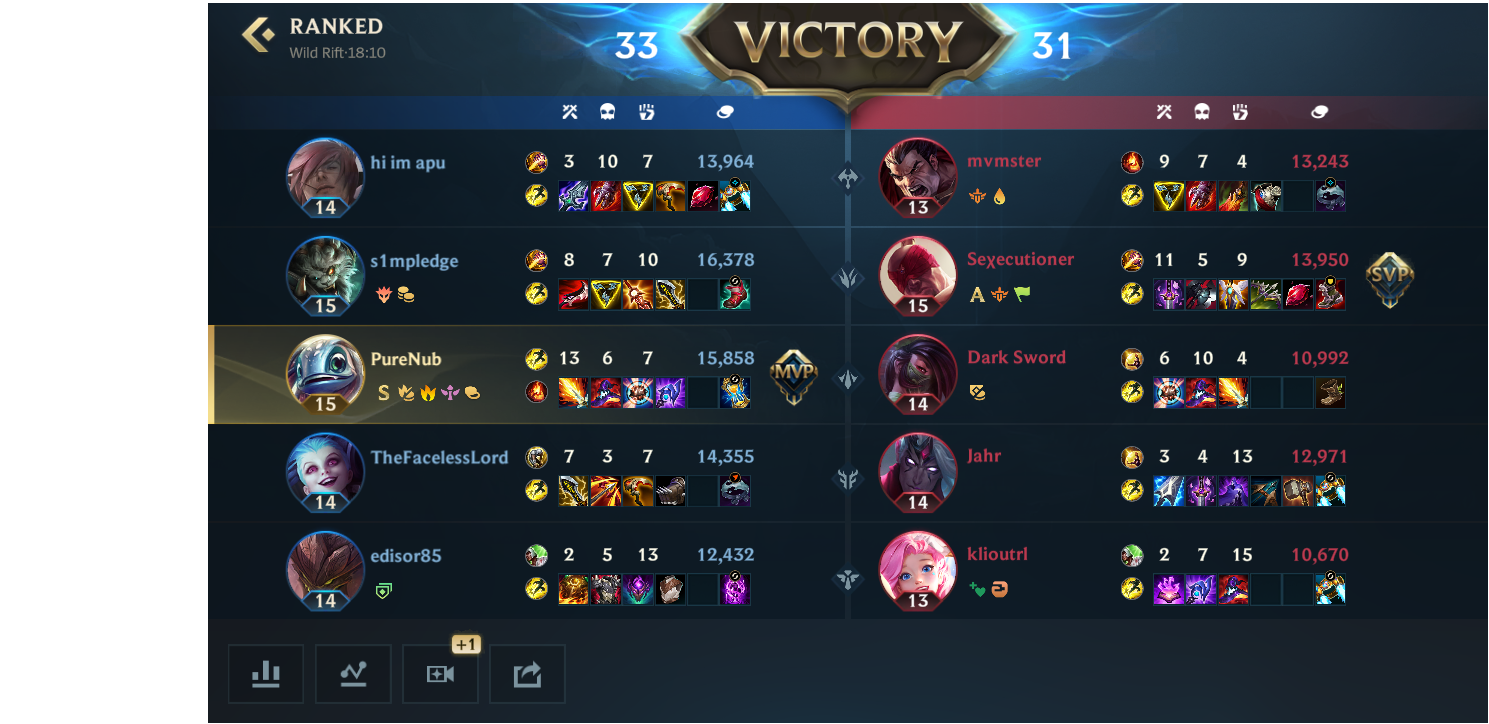 RANKED
Wild Rift·18:10
33 VICTORY 31
hi im apu 3 10 7 13,964
14
mvmster 9 7 4 13,243
13
s1mpledge 8 7 10 16,378
15
Sexecutioner 11 5 9 13,950 SVP
A
15
PureNub 13 6 7 15,858 MVP
S
15
Dark Sword 6 10 4 10,992
14
TheFacelessLord 7 3 7 14,355
14
Jahr 3 4 13 12,971
14
edisor85 2 5 13 12,432
14
klioutrl 2 7 15 10,670
13
+1